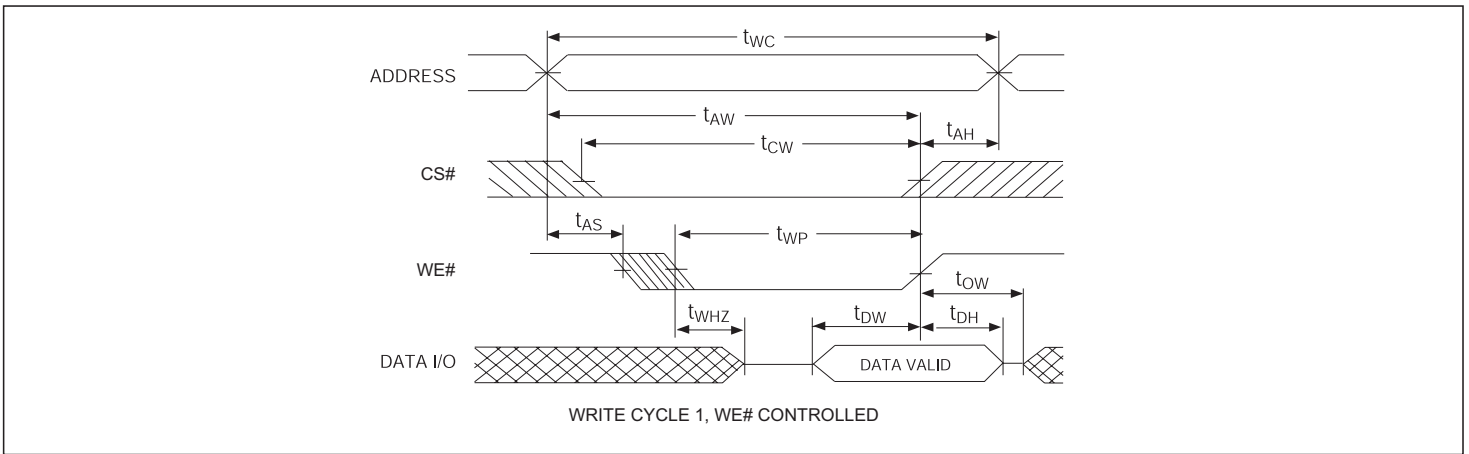 tWC
ADDRESS
tAW
tAH
tCW
CS#
tAS
tWP
WE#
tOW
tWHZ
tDW
tDH
DATA I/O
DATA VALID
WRITE CYCLE 1, WE# CONTROLLED